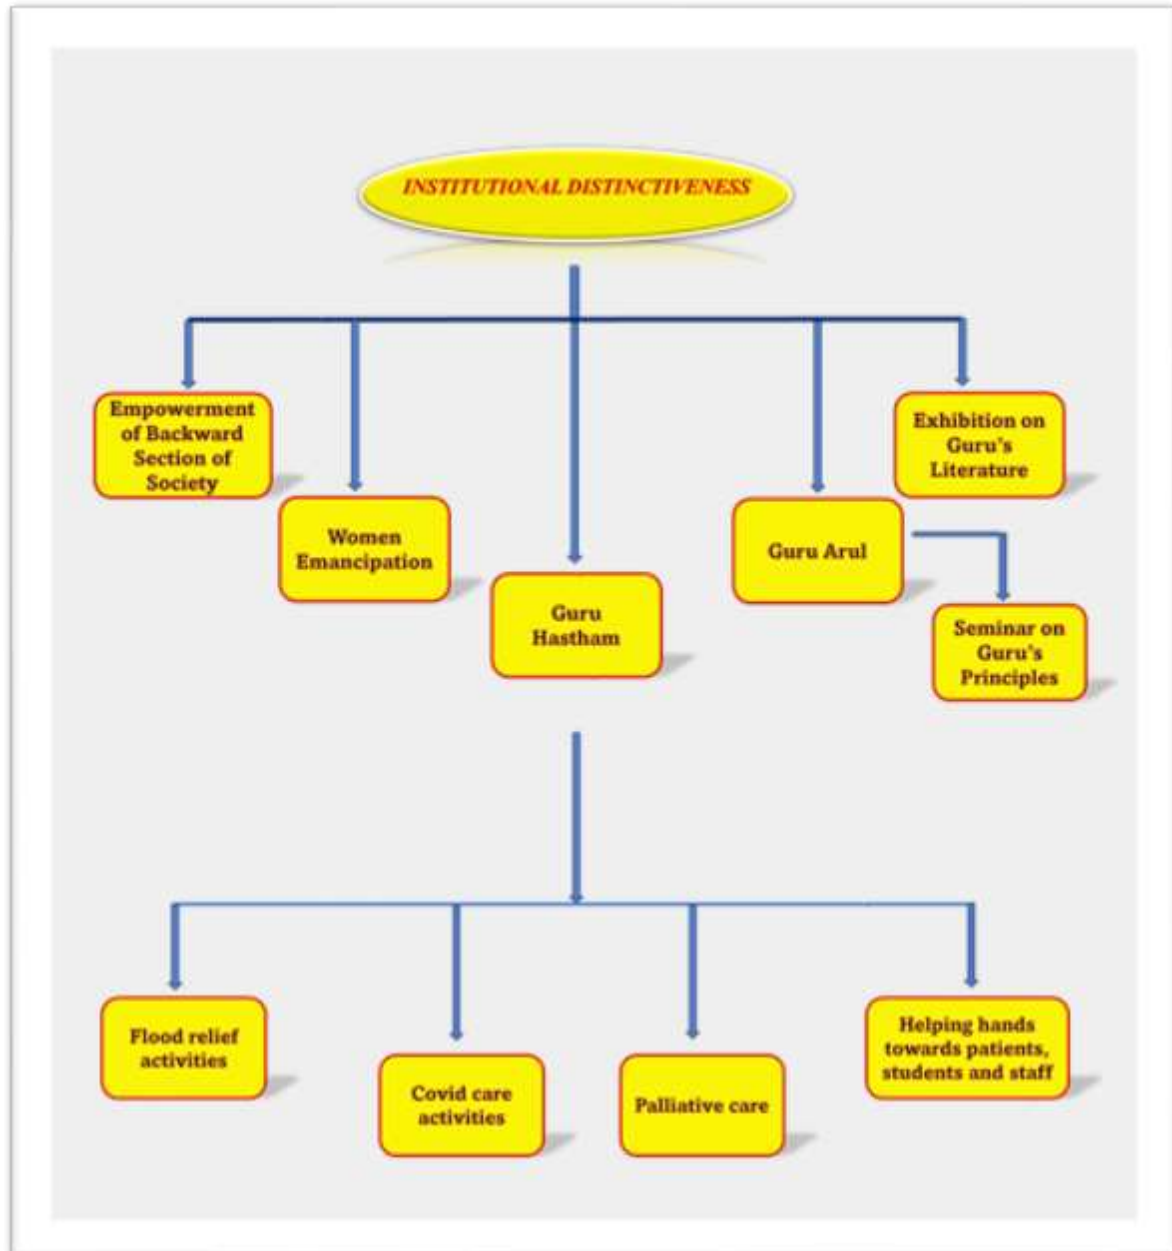 INSTITUTIONAL DISTINCTIVENESS
Empowerment
of Backward
Section of
Society
Women
Emancipation
Guru
Hastham
Guru Arul
Exhibition on
Guru's
Literature
Seminar on
Guru's
Principles
Flood relief
activities
Covid care
activities
Palliative care
Helping hands
towards patients,
students and staff